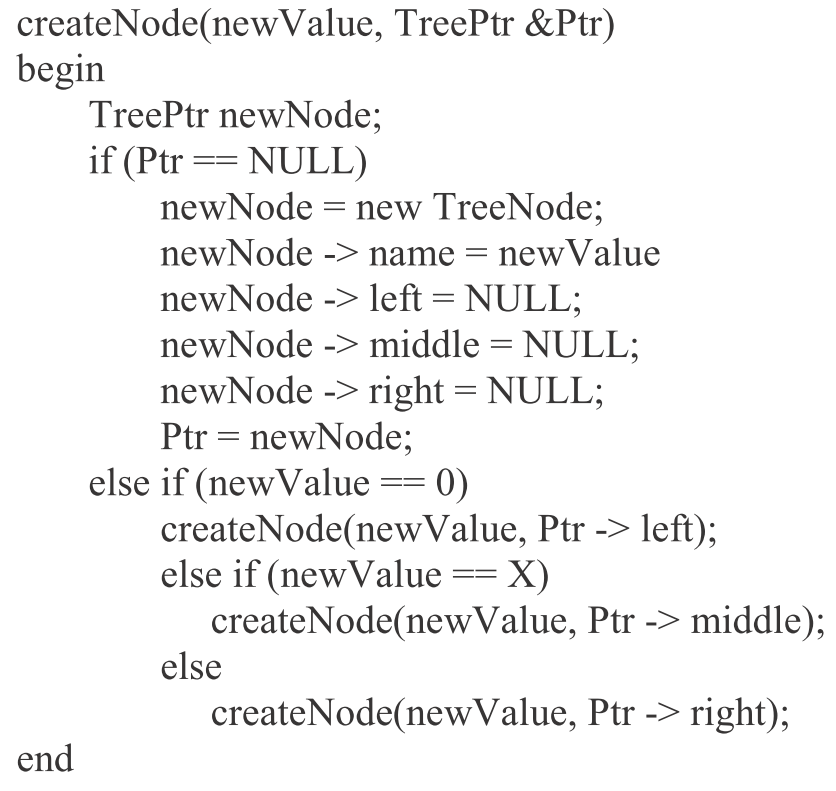 createNode(newValue, TreePtr &Ptr)
begin
TreePtr newNode;
if (Ptr == NULL)
newNode = new TreeNode;
newNode -> name = newValue
newNode -> left = NULL;
newNode -> middle = NULL;
newNode -> right = NULL;
Ptr = newNode;
else if (newValue == 0)
createNode(newValue, Ptr -> left);
else if (newValue == X)
createNode(newValue, Ptr -> middle);
else
createNode(newValue, Ptr -> right);
end